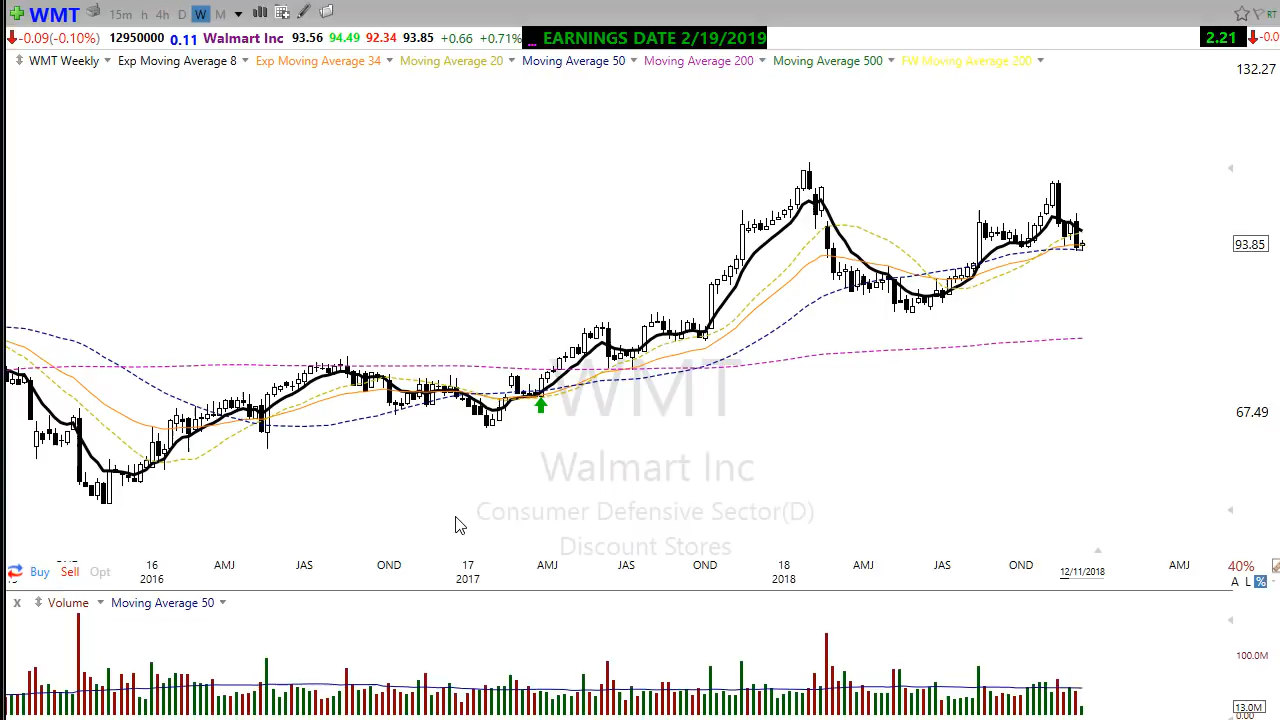 WMT 15m h 4h D W M RT
-0.09(-0.10%) 12950000 0.11 Walmart Inc 93.56 94.49 92.34 93.85 +0.66 +0.71% ... EARNINGS DATE 2/19/2019 2.21 -0.0
WMT Weekly Exp Moving Average 8 Exp Moving Average 34 Moving Average 20 Moving Average 50 Moving Average 200 Moving Average 500 FW Moving Average 200
132.27
93.85
WMT
67.49
Walmart Inc
Consumer Defensive Sector(D)
Discount Stores
16 AMJ JAS OND 17 AMJ JAS OND 18 AMJ JAS OND AMJ
2016 2017 2018 12/11/2018
Buy Sell Opt
40%
A L %
X Volume Moving Average 50
100.0M
13.0M
0.00